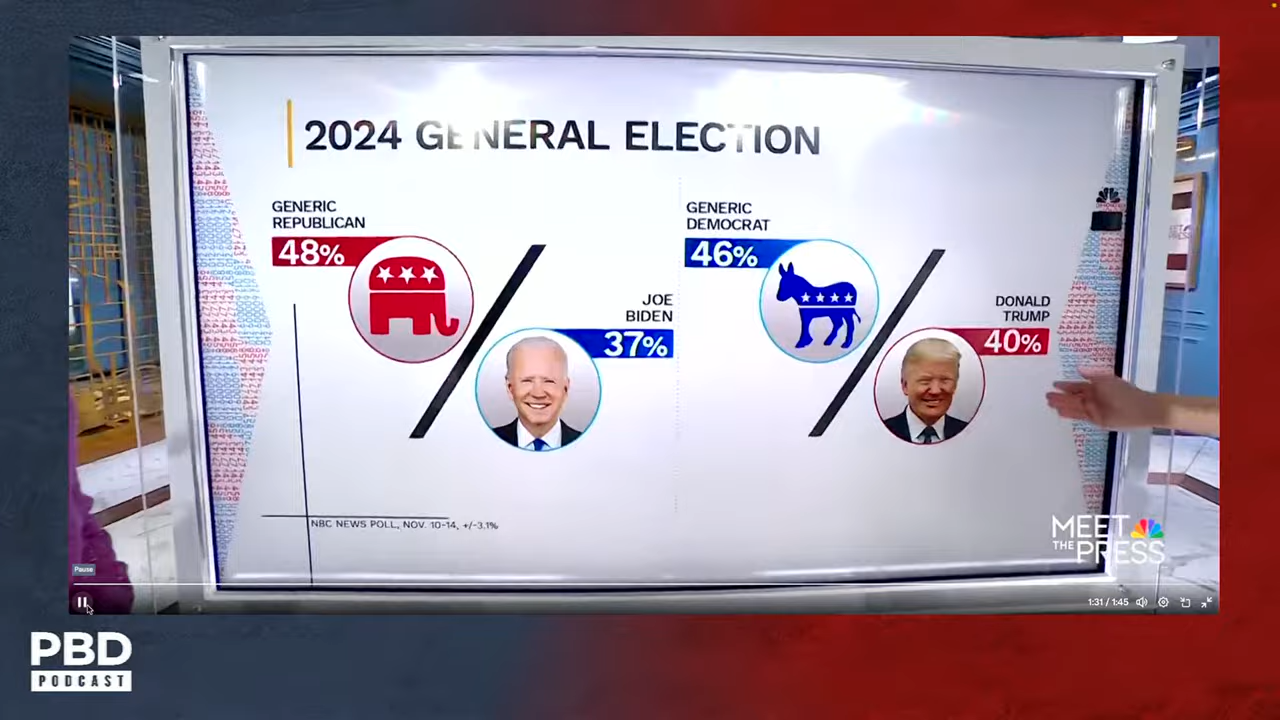 2024 GENERAL ELECTION
GENERIC
REPUBLICAN
48%
JOE
BIDEN
37%
GENERIC
DEMOCRAT
46%
DONALD
TRUMP
40%
NBC NEWS POLL, NOV. 10-14, +/-3.1%
MEET
THE PRESS
Pause
1:31 / 1:45
PBD
PODCAST